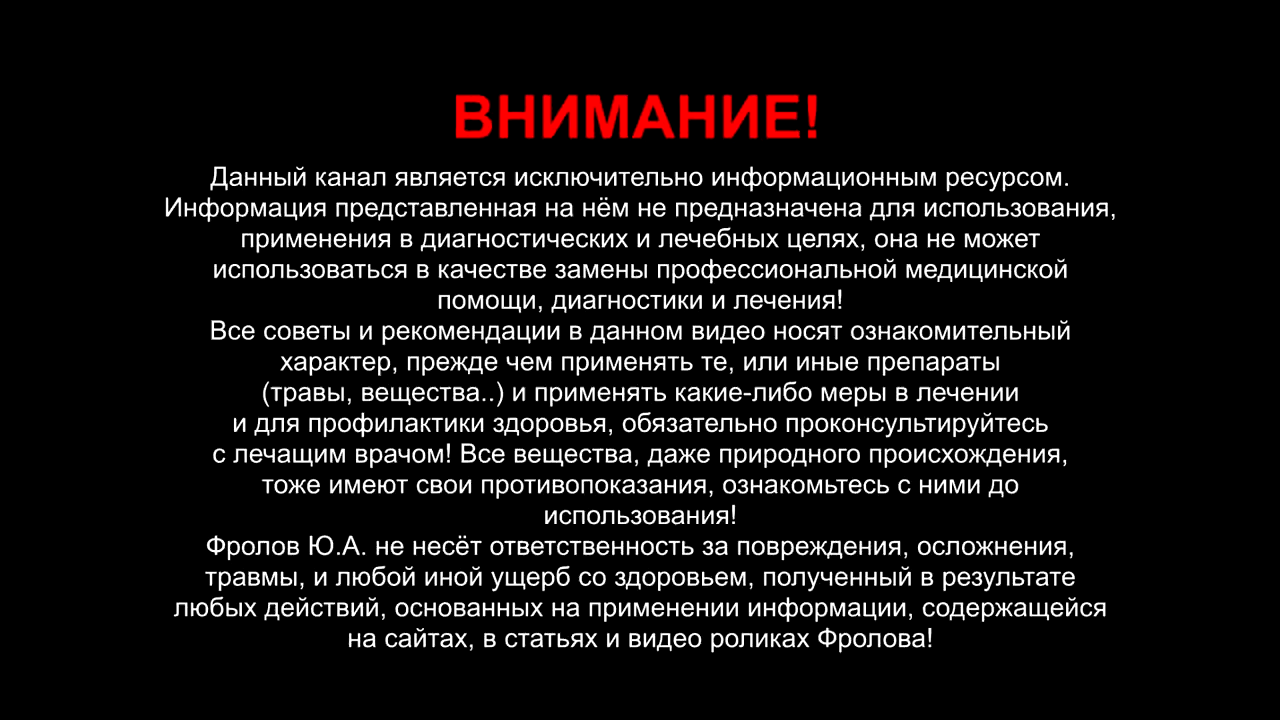 ВНИМАНИЕ!
Данный канал является исключительно информационным ресурсом.
Информация представленная на нём не предназначена для использования,
применения в диагностических и лечебных целях, она не может
использоваться в качестве замены профессиональной медицинской
помощи, диагностики и лечения!
Все советы и рекомендации в данном видео носят ознакомительный
характер, прежде чем применять те, или иные препараты
(травы, вещества..) и применять какие-либо меры в лечении
и для профилактики здоровья, обязательно проконсультируйтесь
с лечащим врачом! Все вещества, даже природного происхождения,
тоже имеют свои противопоказания, ознакомьтесь с ними до
использования!
Фролов Ю.А. не несёт ответственность за повреждения, осложнения,
травмы, и любой иной ущерб со здоровьем, полученный в результате
любых действий, основанных на применении информации, содержащейся
на сайтах, в статьях и видео роликах Фролова!